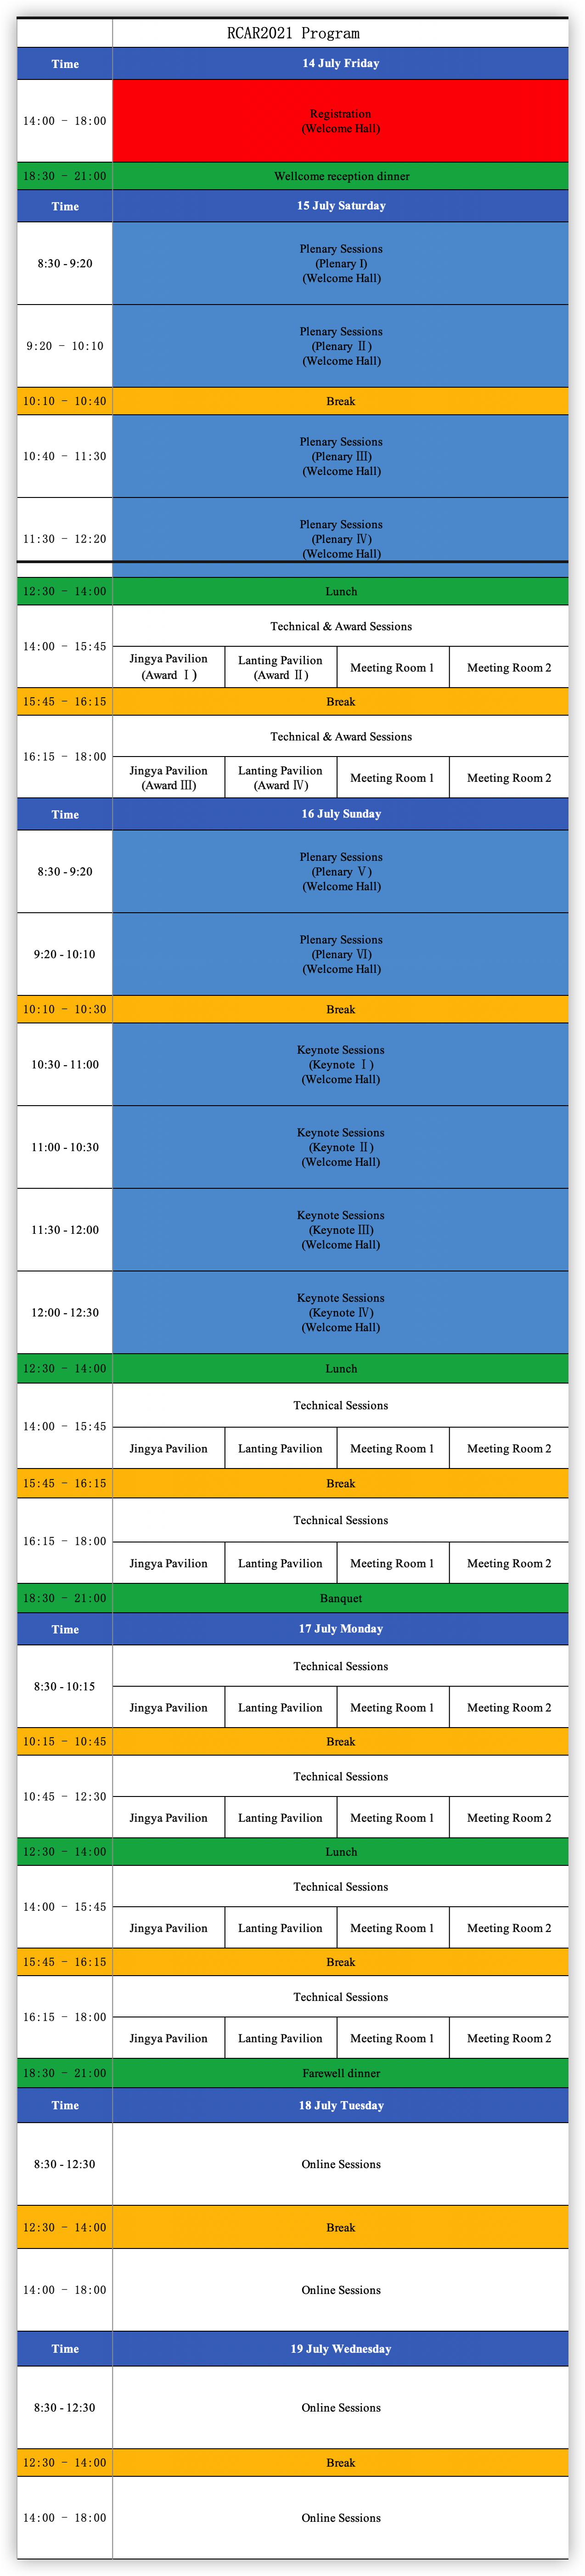 RCAR2021 Program
Time 14 July Friday
14:00 - 18:00 Registration
(Welcome Hall)
18:30 - 21:00 Wellcome reception dinner
Time 15 July Saturday
8:30 - 9:20 Plenary Sessions
(Plenary Ⅰ)
(Welcome Hall)
9:20 - 10:10 Plenary Sessions
(Plenary Ⅱ)
(Welcome Hall)
10:10 - 10:40 Break
10:40 - 11:30 Plenary Sessions
(Plenary Ⅲ)
(Welcome Hall)
11:30 - 12:20 Plenary Sessions
(Plenary Ⅳ)
(Welcome Hall)
12:30 - 14:00 Lunch
14:00 - 15:45 Technical & Award Sessions
Jingya Pavilion (Award Ⅰ) Lanting Pavilion (Award Ⅱ) Meeting Room 1 Meeting Room 2
15:45 - 16:15 Break
16:15 - 18:00 Technical & Award Sessions
Jingya Pavilion (Award Ⅲ) Lanting Pavilion (Award Ⅳ) Meeting Room 1 Meeting Room 2
Time 16 July Sunday
8:30 - 9:20 Plenary Sessions
(Plenary Ⅴ)
(Welcome Hall)
9:20 - 10:10 Plenary Sessions
(Plenary Ⅵ)
(Welcome Hall)
10:10 - 10:30 Break
10:30 - 11:00 Keynote Sessions
(Keynote Ⅰ)
(Welcome Hall)
11:00 - 10:30 Keynote Sessions
(Keynote Ⅱ)
(Welcome Hall)
11:30 - 12:00 Keynote Sessions
(Keynote Ⅲ)
(Welcome Hall)
12:00 - 12:30 Keynote Sessions
(Keynote Ⅳ)
(Welcome Hall)
12:30 - 14:00 Lunch
14:00 - 15:45 Technical Sessions
Jingya Pavilion Lanting Pavilion Meeting Room 1 Meeting Room 2
15:45 - 16:15 Break
16:15 - 18:00 Technical Sessions
Jingya Pavilion Lanting Pavilion Meeting Room 1 Meeting Room 2
18:30 - 21:00 Banquet
Time 17 July Monday
8:30 - 10:15 Technical Sessions
Jingya Pavilion Lanting Pavilion Meeting Room 1 Meeting Room 2
10:15 - 10:45 Break
10:45 - 12:30 Technical Sessions
Jingya Pavilion Lanting Pavilion Meeting Room 1 Meeting Room 2
12:30 - 14:00 Lunch
14:00 - 15:45 Technical Sessions
Jingya Pavilion Lanting Pavilion Meeting Room 1 Meeting Room 2
15:45 - 16:15 Break
16:15 - 18:00 Technical Sessions
Jingya Pavilion Lanting Pavilion Meeting Room 1 Meeting Room 2
18:30 - 21:00 Farewell dinner
Time 18 July Tuesday
8:30 - 12:30 Online Sessions
12:30 - 14:00 Break
14:00 - 18:00 Online Sessions
Time 19 July Wednesday
8:30 - 12:30 Online Sessions
12:30 - 14:00 Break
14:00 - 18:00 Online Sessions